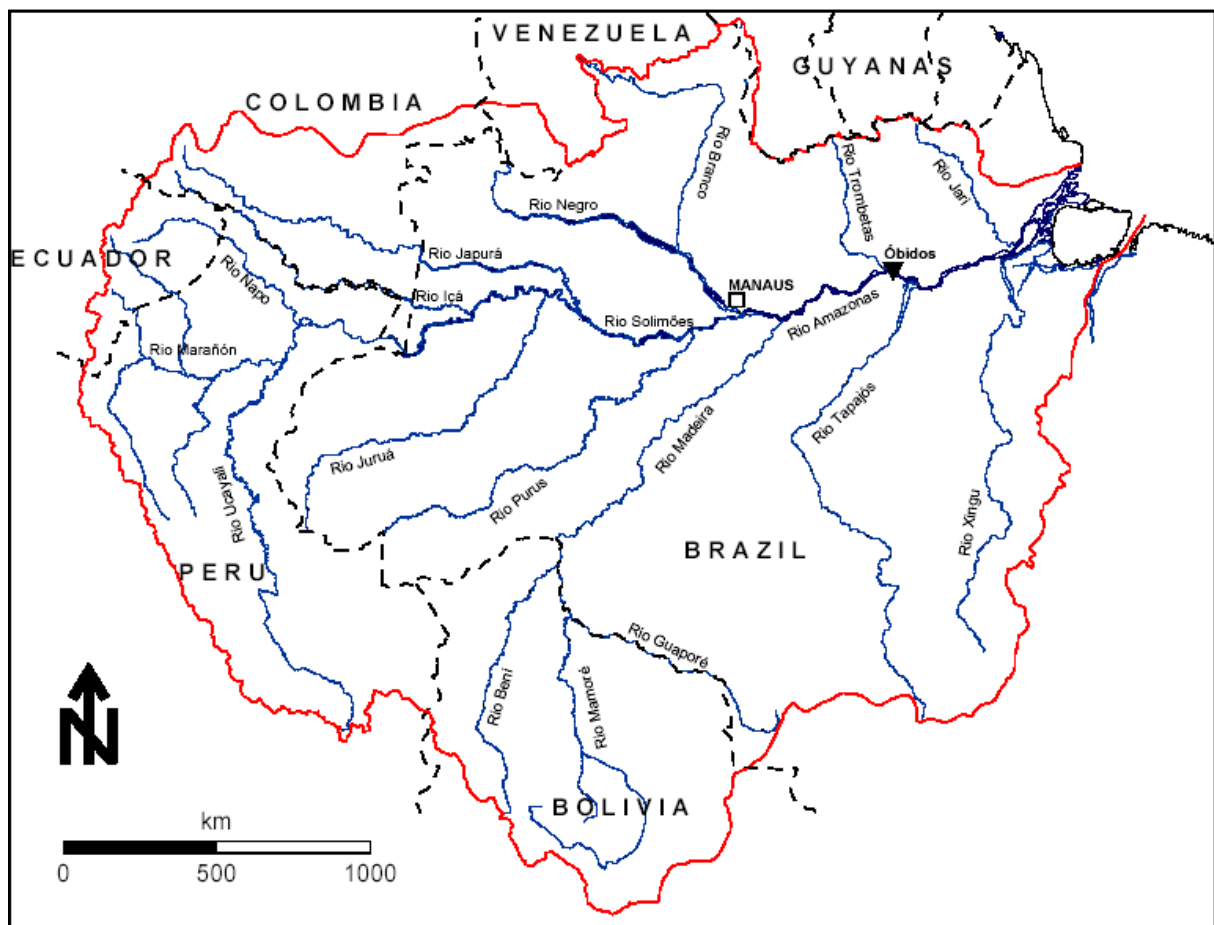 VENEZUELA
GUYANAS
COLOMBIA
Rio Branco
Rio Trombetas
Rio Jari
Rio Negro
ECUADOR
Rio Napo
Rio Japurá
Óbidos
MANAUS
Rio Içá
Rio Solimões
Rio Amazonas
Rio Marañón
Rio Tapajós
Rio Madeira
Rio Juruá
Rio Purus
Rio Ucayali
Rio Xingu
BRAZIL
PERU
Rio Guaporé
Rio Bení
Rio Mamoré
N
BOLIVIA
km
0 500 1000